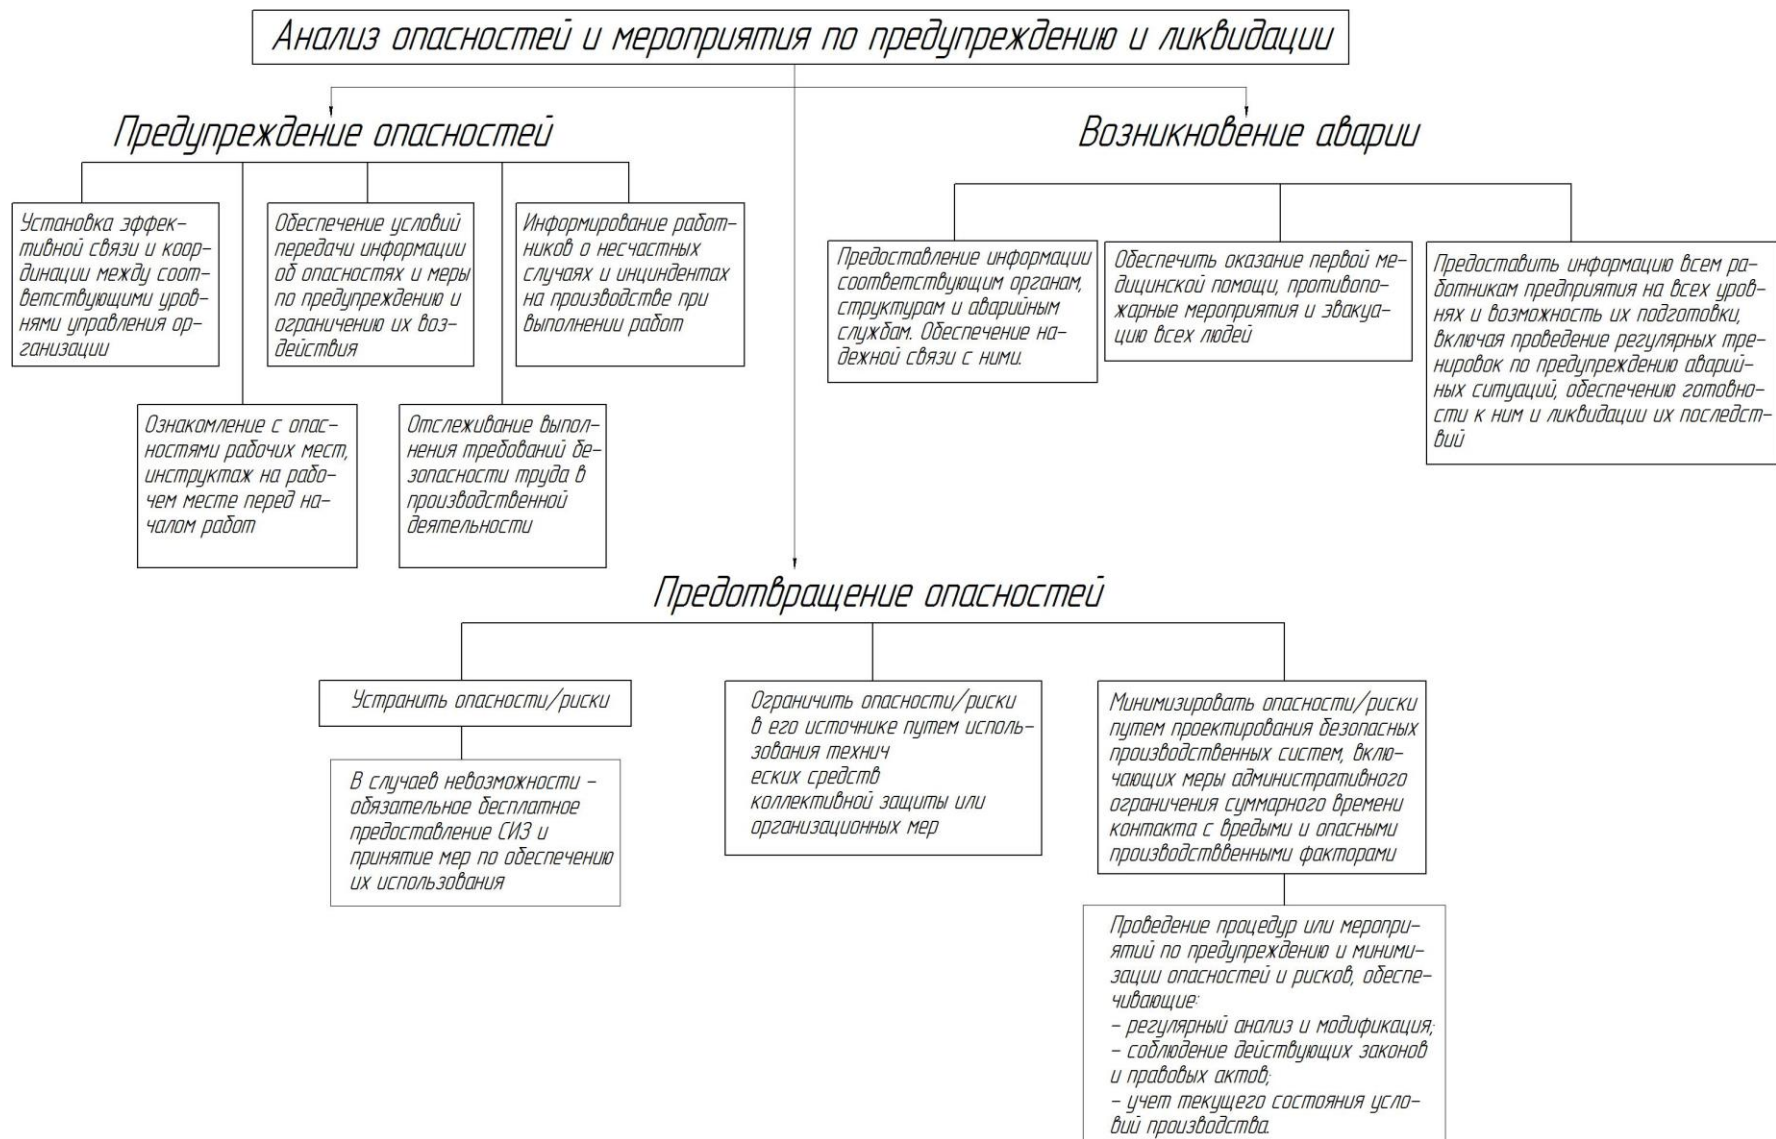 Анализ опасностей и мероприятия по предупреждению и ликвидации
Предупреждение опасностей
Возникновение аварии
Установка эффек-
тивной связи и коор-
динации между соот-
ветствующими уров-
нями управления ор-
ганизации
Обеспечение условий
передачи информации
об опасностях и меры
по предупреждению и
ограничению их воз-
действия
Информирование работ-
ников о несчастных
случаях и инциндентах
на производстве при
выполнении работ
Предоставление информации
соответствующим органам,
структурам и аварийным
службам. Обеспечение на-
дежной связи с ними.
Обеспечить оказание первой ме-
дицинской помощи, противопо-
жарные мероприятия и эвакуа-
цию всех людей
Предоставить информацию всем ра-
ботникам предприятия на всех уров-
нях и возможность их подготовки,
включая проведение регулярных тре-
нировок по предупреждению аварий-
ных ситуаций, обеспечению готовно-
сти к ним и ликвидации их последст-
вий
Ознакомление с опас-
ностями рабочих мест,
инструктаж на рабо-
чем месте перед на-
чалом работ
Отслеживание выпол-
нения требований бе-
зопасности труда в
производственной
деятельности
Предотвращение опасностей
Устранить опасности/риски
В случаев невозможности –
обязательное бесплатное
предоставление СИЗ и
принятие мер по обеспечению
их использования
Ограничить опасности/риски
в его источнике путем исполь-
зования технич
еских средств
коллективной защиты или
организационных мер
Минимизировать опасности/риски
путем проектирования безопасных
производственных систем, вклю-
чающих меры административного
ограничения суммарного времени
контакта с вредыми и опасными
производстввенными факторами
Проведение процедур или меропри-
ятий по предупреждению и миними-
зации опасностей и рисков, обеспе-
чивающие:
– регулярный анализ и модификация;
– соблюдение действующих законов
и правовых актов;
– учет текущего состояния усло-
вий производства.